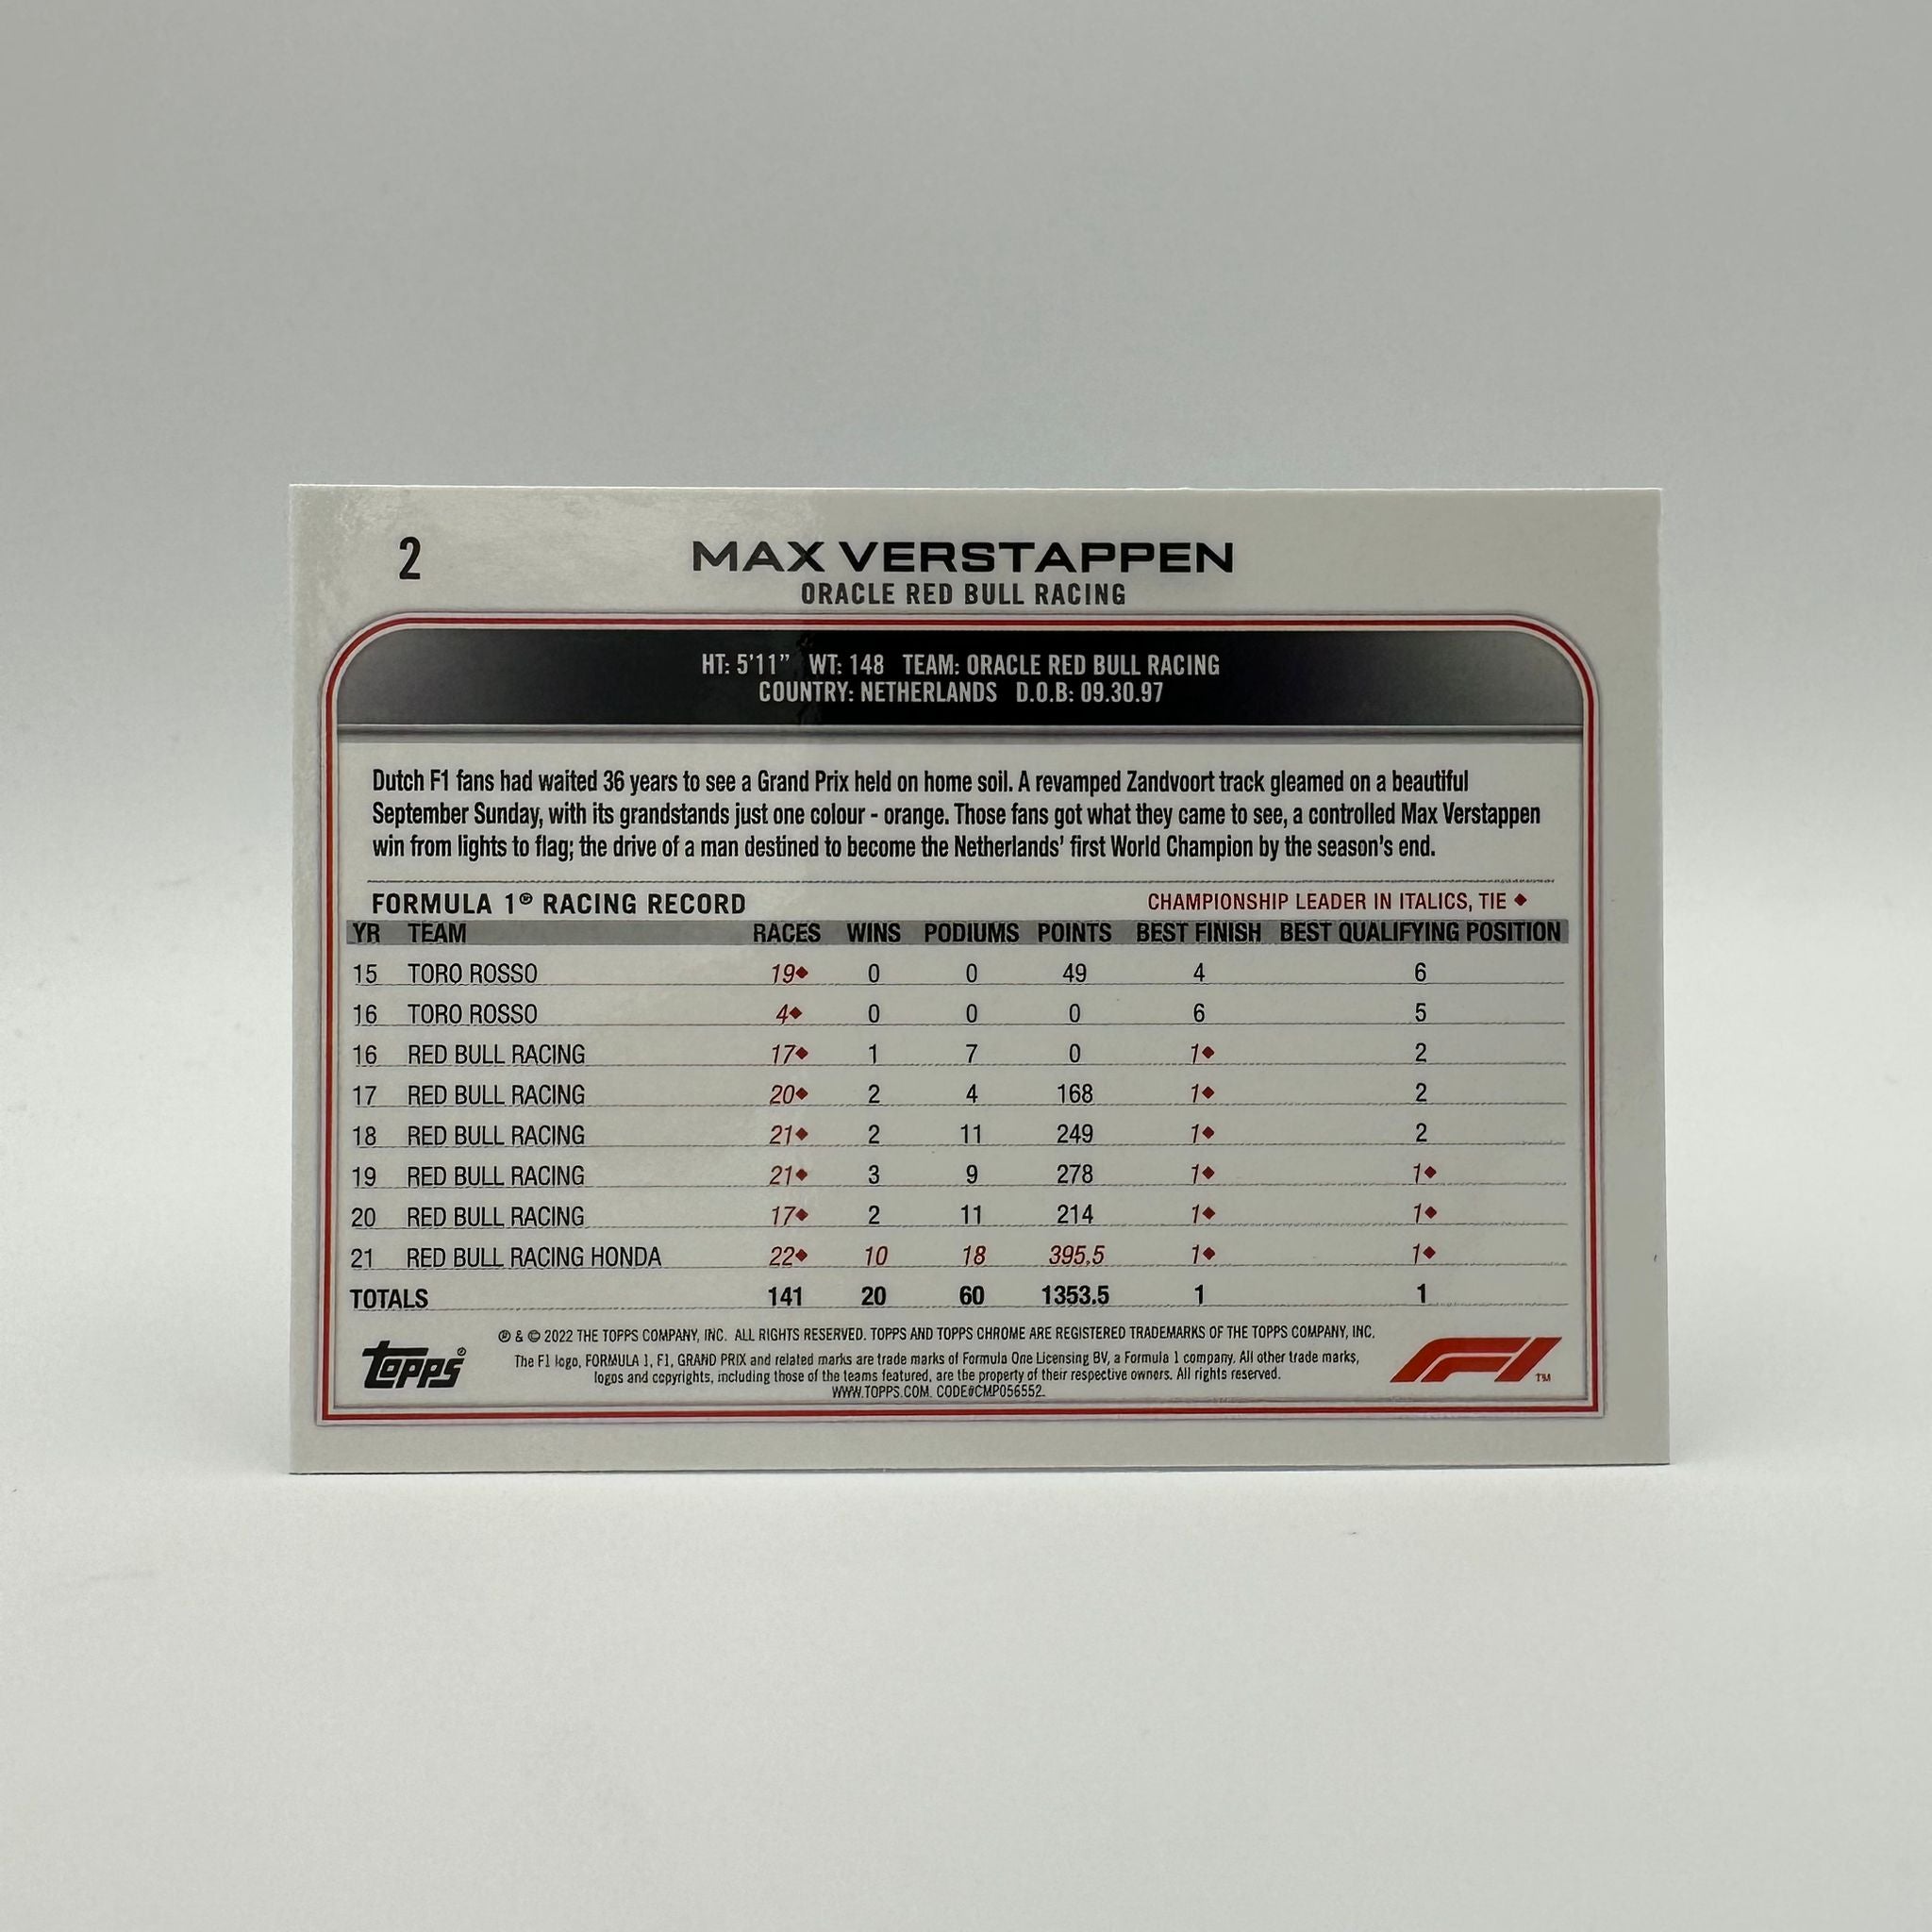 2
MAX VERSTAPPEN
ORACLE RED BULL RACING
HT: 5'11" WT: 148 TEAM: ORACLE RED BULL RACING
COUNTRY: NETHERLANDS D.O.B: 09.30.97
Dutch F1 fans had waited 36 years to see a Grand Prix held on home soil. A revamped Zandvoort track gleamed on a beautiful
September Sunday, with its grandstands just one colour - orange. Those fans got what they came to see, a controlled Max Verstappen
win from lights to flag; the drive of a man destined to become the Netherlands' first World Champion by the season's end.
FORMULA 1® RACING RECORD CHAMPIONSHIP LEADER IN ITALICS, TIE ◆
YR TEAM RACES WINS PODIUMS POINTS BEST FINISH BEST QUALIFYING POSITION
15 TORO ROSSO 19◆ 0 0 49 4 6
16 TORO ROSSO 4◆ 0 0 0 6 5
16 RED BULL RACING 17◆ 1 7 0 1◆ 2
17 RED BULL RACING 20◆ 2 4 168 1◆ 2
18 RED BULL RACING 21◆ 2 11 249 1◆ 2
19 RED BULL RACING 21◆ 3 9 278 1◆ 1◆
20 RED BULL RACING 17◆ 2 11 214 1◆ 1◆
21 RED BULL RACING HONDA 22◆ 10 18 395.5 1◆ 1◆
TOTALS 141 20 60 1353.5 1 1
® & © 2022 THE TOPPS COMPANY, INC. ALL RIGHTS RESERVED. TOPPS AND TOPPS CHROME ARE REGISTERED TRADEMARKS OF THE TOPPS COMPANY, INC.
The F1 logo, FORMULA 1, F1, GRAND PRIX and related marks are trade marks of Formula One Licensing BV, a Formula 1 company. All other trade marks,
logos and copyrights, including those of the teams featured, are the property of their respective owners. All rights reserved.
WWW.TOPPS.COM. CODE#CMP056552.
topps®
F1™